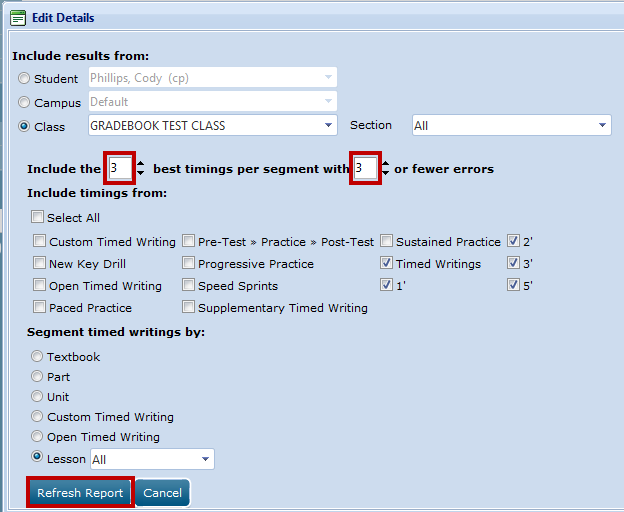 Edit Details
Include results from:
Student Phillips, Cody (cp)
Campus Default
Class GRADEBOOK TEST CLASS Section All
Include the 3 best timings per segment with 3 or fewer errors
Include timings from:
Select All
Custom Timed Writing Pre-Test » Practice » Post-Test Sustained Practice 2'
New Key Drill Progressive Practice Timed Writings 3'
Open Timed Writing Speed Sprints 1' 5'
Paced Practice Supplementary Timed Writing
Segment timed writings by:
Textbook
Part
Unit
Custom Timed Writing
Open Timed Writing
Lesson All
Refresh Report Cancel